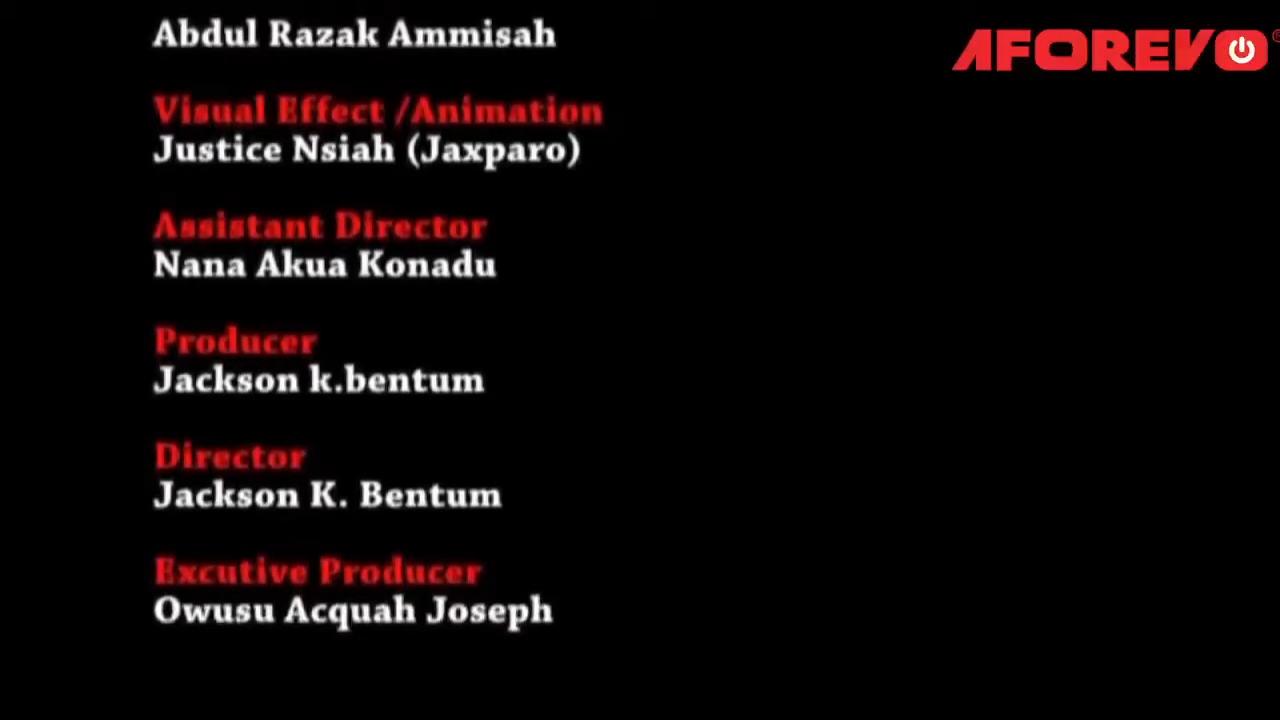 Abdul Razak Ammisah
AFOREVO
Visual Effect /Animation
Justice Nsiah (Jaxparo)
Assistant Director
Nana Akua Konadu
Producer
Jackson k.bentum
Director
Jackson K. Bentum
Excutive Producer
Owusu Acquah Joseph